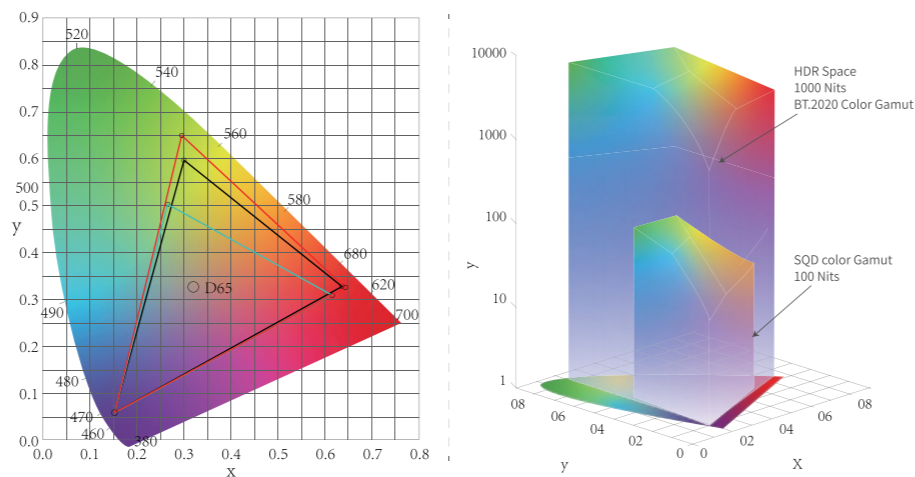 0.9
520
0.8
540
0.7
560
0.6
500
580
0.5
y
0.4
680
D65
620
0.3
490
700
0.2
480
0.1
470
460
380
0.0
0.0 0.1 0.2 0.3 0.4 0.5 0.6 0.7 0.8
x
10000
HDR Space
1000 Nits
BT.2020 Color Gamut
1000
100
y
SQD color Gamut
100 Nits
10
1
08 08
06 06
04 04
02 02
0 0
y
X